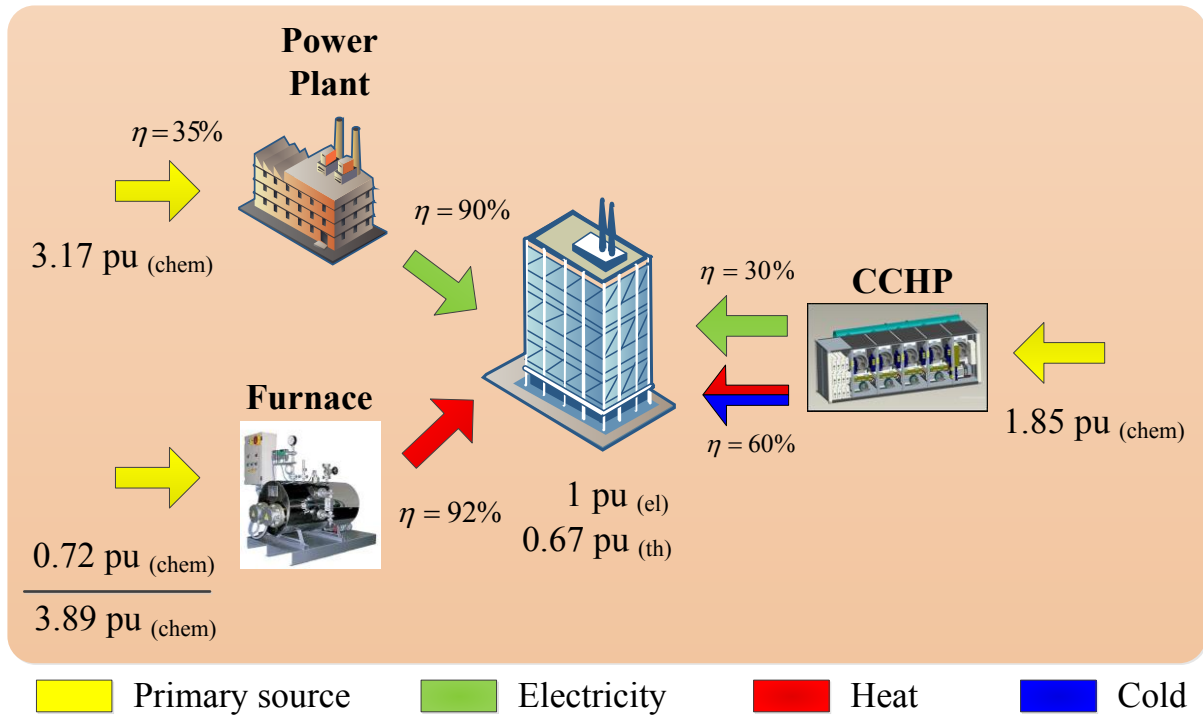 Power
Plant
η = 35%
3.17 pu (chem)
η = 90%
Furnace
0.72 pu (chem)
3.89 pu (chem)
η = 92%
1 pu (el)
0.67 pu (th)
η = 30%
CCHP
η = 60%
1.85 pu (chem)
Primary source
Electricity
Heat
Cold